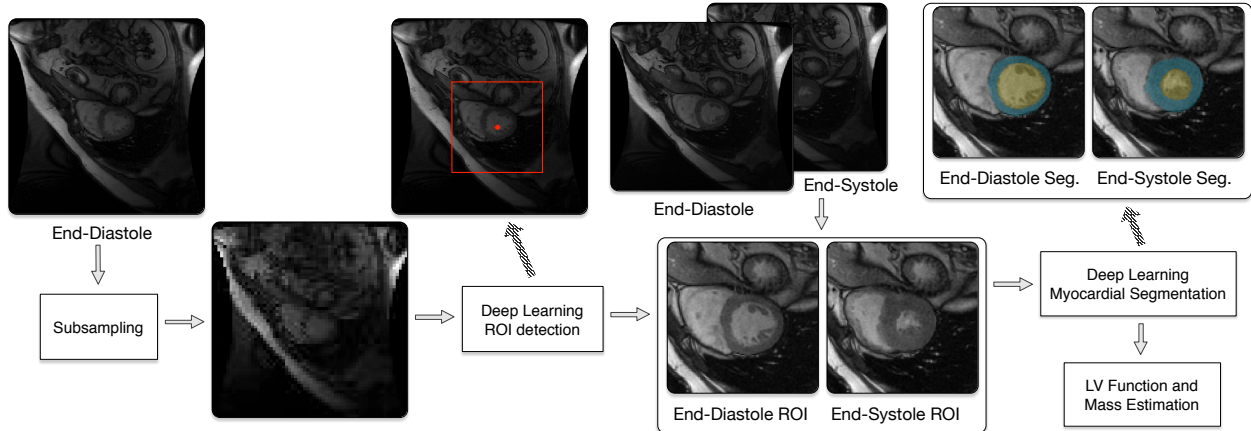 End-Diastole
Subsampling
Deep Learning
ROI detection
End-Diastole
End-Systole
End-Diastole ROI
End-Systole ROI
End-Diastole Seg.
End-Systole Seg.
Deep Learning
Myocardial Segmentation
LV Function and
Mass Estimation